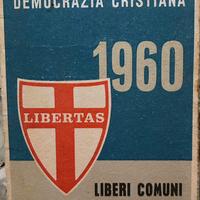 DEMOCRAZIA CRISTIANA
1960
LIBERTAS
LIBERI COMUNI